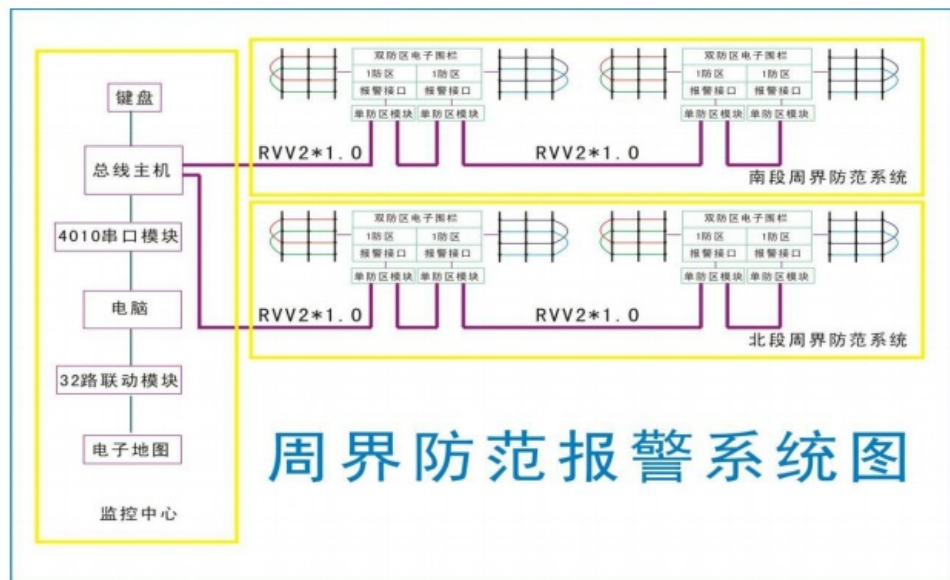 键盘
总线主机
4010串口模块
电脑
32路联动模块
电子地图
监控中心
双防区电子围栏
1防区 1防区
报警接口 报警接口
单防区模块 单防区模块
双防区电子围栏
1防区 1防区
报警接口 报警接口
单防区模块 单防区模块
RVV2*1.0 RVV2*1.0
南段周界防范系统
双防区电子围栏
1防区 1防区
报警接口 报警接口
单防区模块 单防区模块
双防区电子围栏
1防区 1防区
报警接口 报警接口
单防区模块 单防区模块
RVV2*1.0 RVV2*1.0
北段周界防范系统
周界防范报警系统图